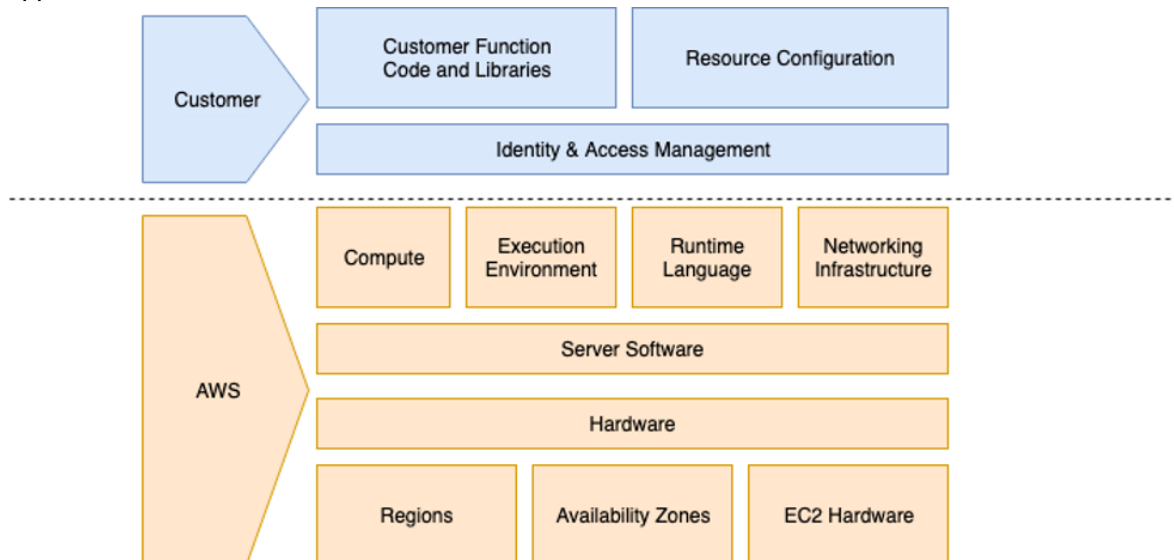 Customer
Customer Function
Code and Libraries
Resource Configuration
Identity & Access Management
AWS
Compute
Execution
Environment
Runtime
Language
Networking
Infrastructure
Server Software
Hardware
Regions
Availability Zones
EC2 Hardware